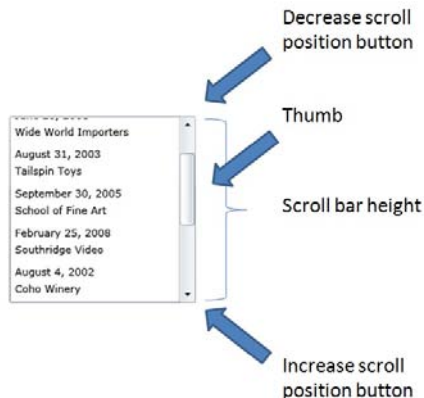 Decrease scroll
position button
Thumb
Wide World Importers
August 31, 2003
Tailspin Toys
September 30, 2005
School of Fine Art
Scroll bar height
February 25, 2008
Southridge Video
August 4, 2002
Coho Winery
Increase scroll
position button